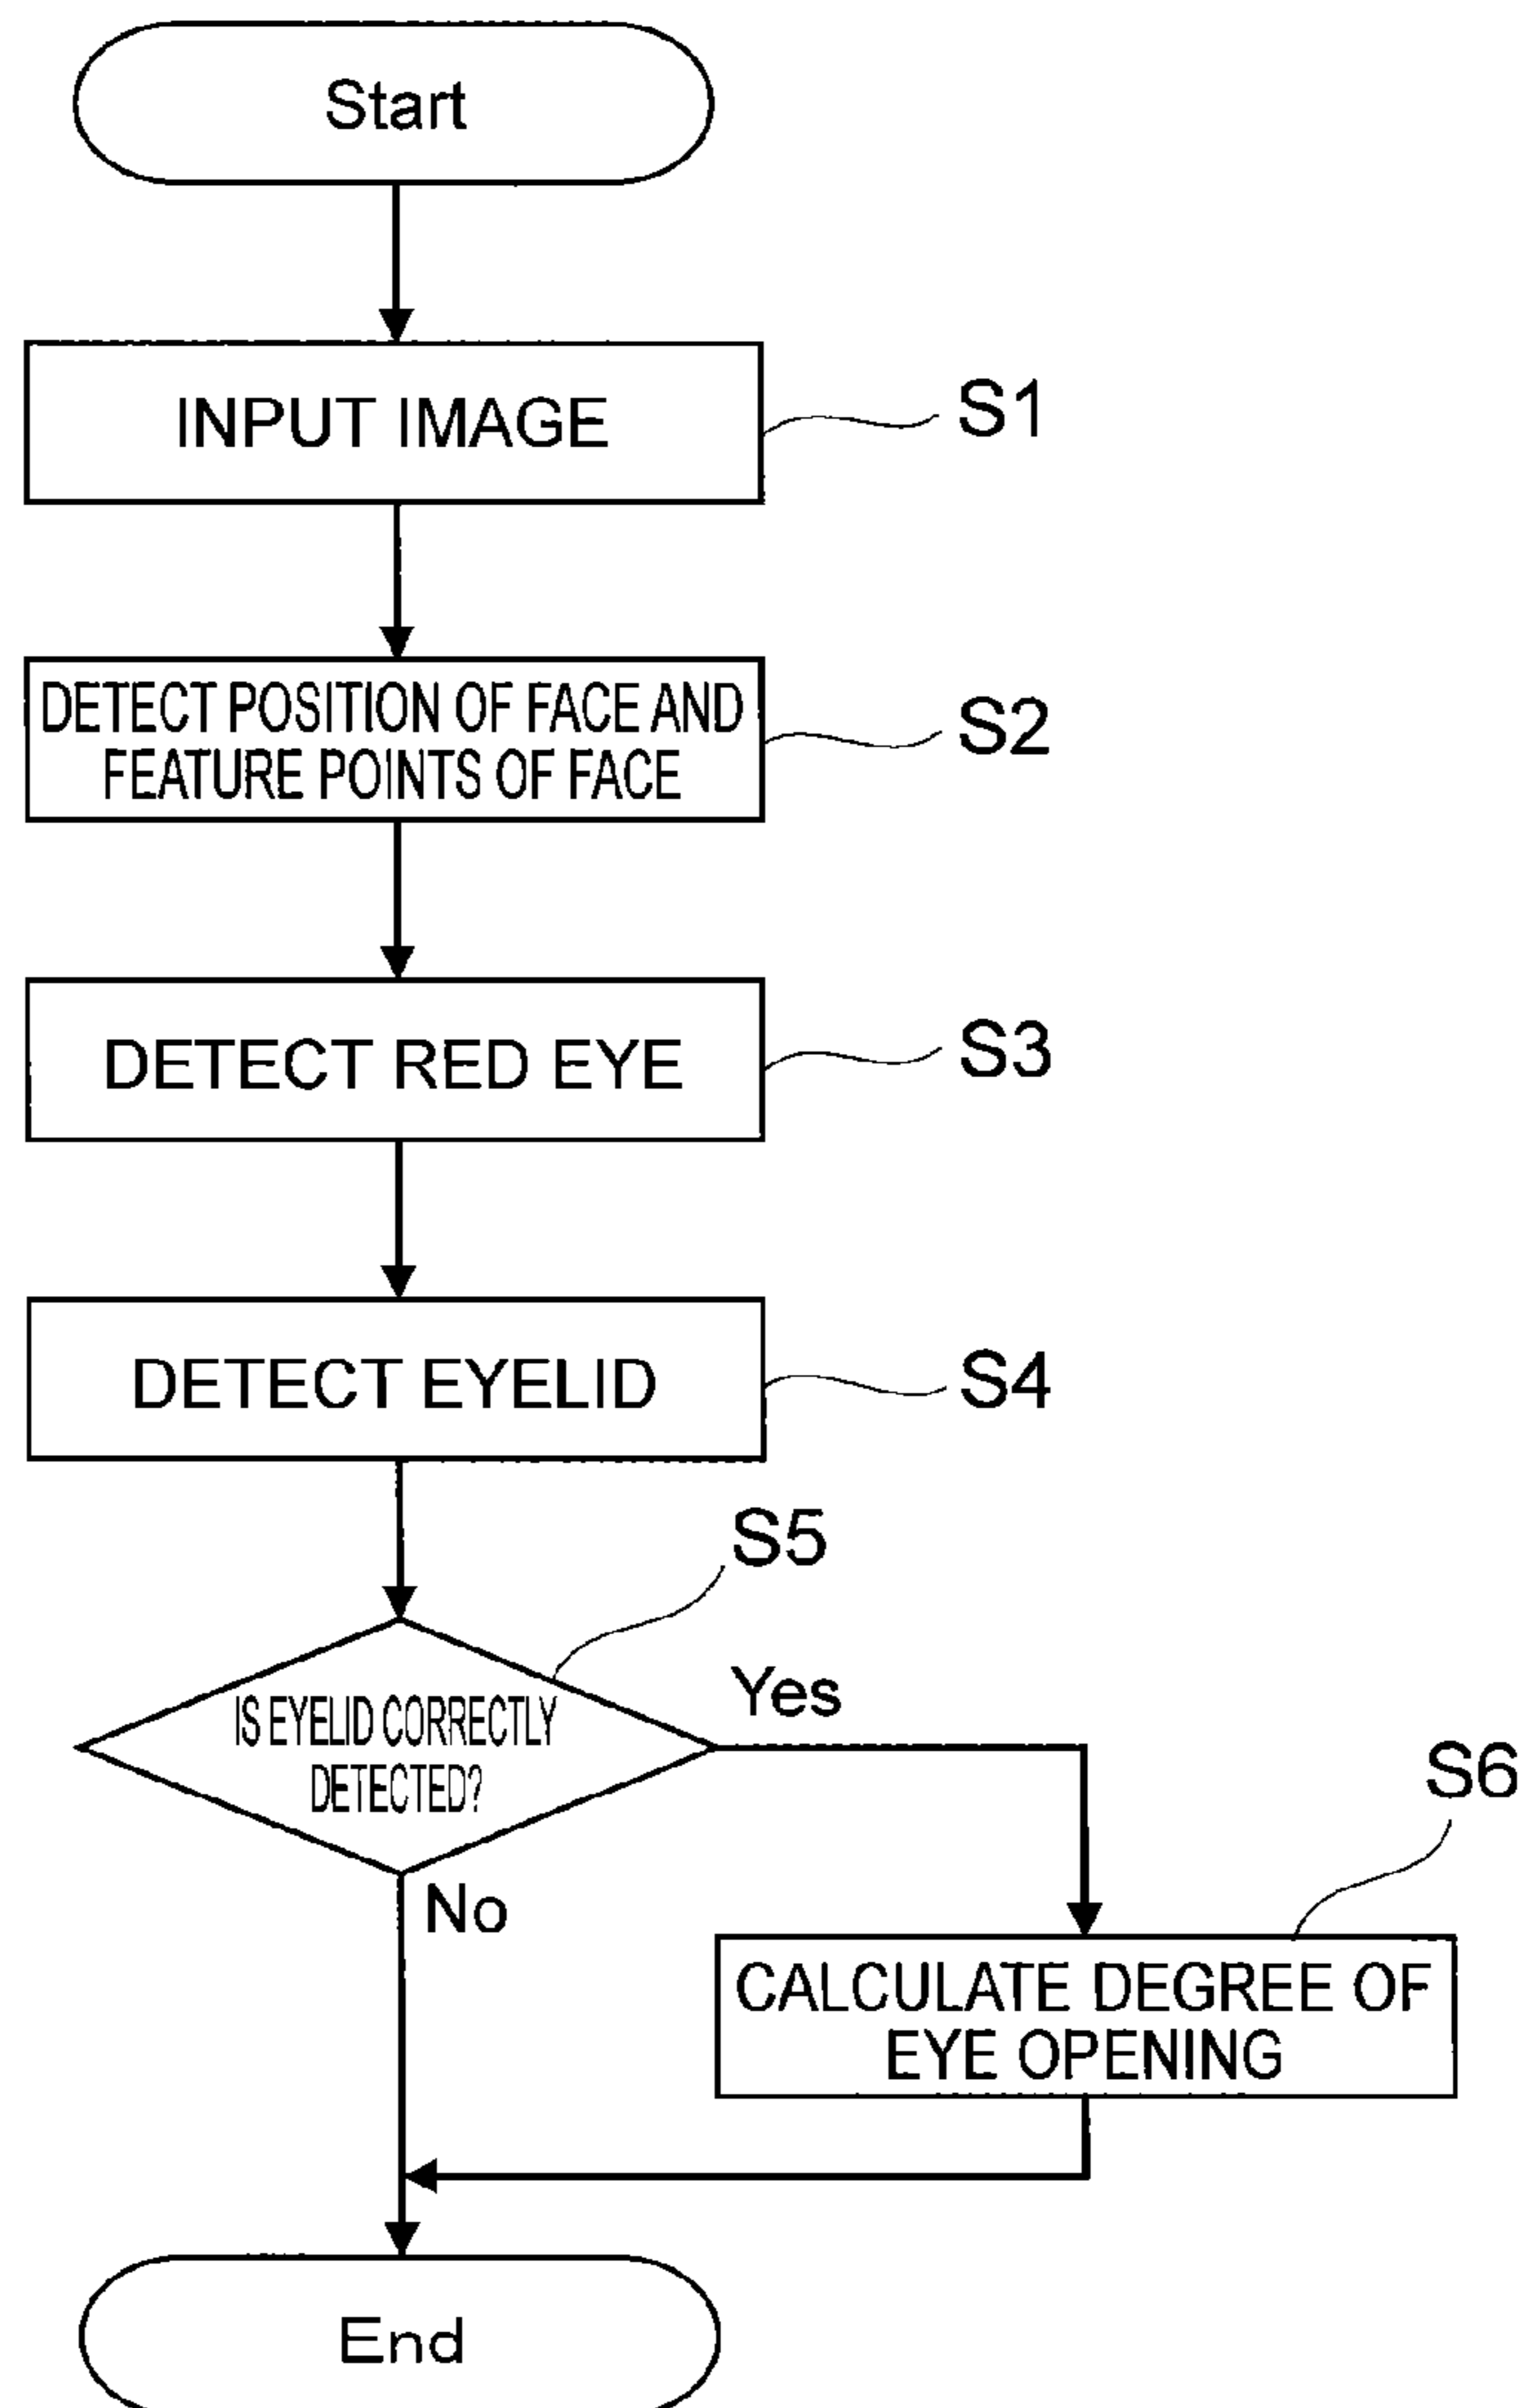 Start
INPUT IMAGE
S1
DETECT POSITION OF FACE AND
FEATURE POINTS OF FACE
S2
DETECT RED EYE
S3
DETECT EYELID
S4
S5
IS EYELID CORRECTLY
DETECTED?
Yes
No
S6
CALCULATE DEGREE OF
EYE OPENING
End